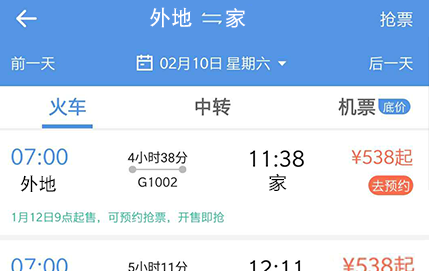 外地 ⇋ 家 抢票
前一天 02月10日 星期六 后一天
火车 中转 机票 底价
07:00 4小时38分 11:38 ¥538起
外地 G1002 家 去预约
1月12日9点起售，可预约抢票，开售即抢
07:00 5小时11分 12:11 ¥538起